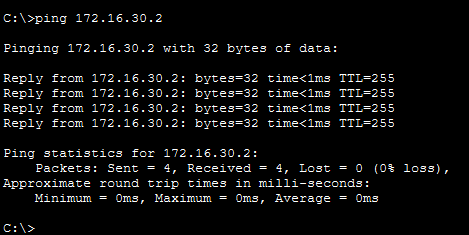 C:\>ping 172.16.30.2
Pinging 172.16.30.2 with 32 bytes of data:
Reply from 172.16.30.2: bytes=32 time<1ms TTL=255
Reply from 172.16.30.2: bytes=32 time<1ms TTL=255
Reply from 172.16.30.2: bytes=32 time<1ms TTL=255
Reply from 172.16.30.2: bytes=32 time<1ms TTL=255
Ping statistics for 172.16.30.2:
    Packets: Sent = 4, Received = 4, Lost = 0 (0% loss),
Approximate round trip times in milli-seconds:
    Minimum = 0ms, Maximum = 0ms, Average = 0ms
C:\>